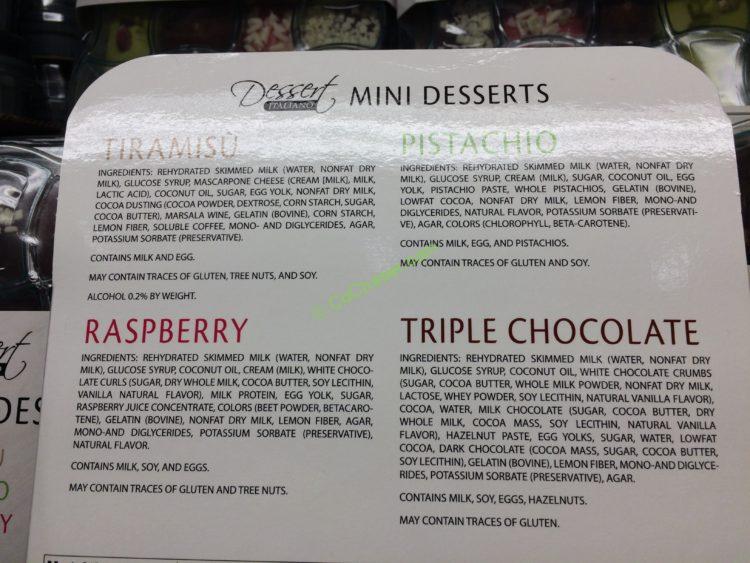 Dessert
ITALIANO
MINI DESSERTS
TIRAMISÙ
INGREDIENTS: REHYDRATED SKIMMED MILK (WATER, NONFAT DRY
MILK), GLUCOSE SYRUP, MASCARPONE CHEESE (CREAM [MILK], MILK,
LACTIC ACID), COCONUT OIL, SUGAR, EGG YOLK, NONFAT DRY MILK,
COCOA DUSTING (COCOA POWDER, DEXTROSE, CORN STARCH, SUGAR,
COCOA BUTTER), MARSALA WINE, GELATIN (BOVINE), CORN STARCH,
LEMON FIBER, SOLUBLE COFFEE, MONO- AND DIGLYCERIDES, AGAR,
POTASSIUM SORBATE (PRESERVATIVE).
CONTAINS MILK AND EGG.
MAY CONTAIN TRACES OF GLUTEN, TREE NUTS, AND SOY.
ALCOHOL 0.2% BY WEIGHT.
PISTACHIO
INGREDIENTS: REHYDRATED SKIMMED MILK (WATER, NONFAT DRY
MILK), GLUCOSE SYRUP, CREAM (MILK), SUGAR, COCONUT OIL, EGG
YOLK, PISTACHIO PASTE, WHOLE PISTACHIOS, GELATIN (BOVINE),
LOWFAT COCOA, NONFAT DRY MILK, LEMON FIBER, MONO-AND
DIGLYCERIDES, NATURAL FLAVOR, POTASSIUM SORBATE (PRESERVATI-
VE), AGAR, COLORS (CHLOROPHYLL, BETA-CAROTENE).
CONTAINS MILK, EGG, AND PISTACHIOS.
MAY CONTAIN TRACES OF GLUTEN AND SOY.
RASPBERRY
INGREDIENTS: REHYDRATED SKIMMED MILK (WATER, NONFAT DRY
MILK), GLUCOSE SYRUP, COCONUT OIL, CREAM (MILK), WHITE CHOCO-
LATE CURLS (SUGAR, DRY WHOLE MILK, COCOA BUTTER, SOY LECITHIN,
VANILLA NATURAL FLAVOR), MILK PROTEIN, EGG YOLK, SUGAR,
RASPBERRY JUICE CONCENTRATE, COLORS (BEET POWDER, BETACARO-
TENE), GELATIN (BOVINE), NONFAT DRY MILK, LEMON FIBER, AGAR,
MONO-AND DIGLYCERIDES, POTASSIUM SORBATE (PRESERVATIVE),
NATURAL FLAVOR.
CONTAINS MILK, SOY, AND EGGS.
MAY CONTAIN TRACES OF GLUTEN AND TREE NUTS.
TRIPLE CHOCOLATE
INGREDIENTS: REHYDRATED SKIMMED MILK (WATER, NONFAT DRY
MILK), GLUCOSE SYRUP, COCONUT OIL, WHITE CHOCOLATE CRUMBS
(SUGAR, COCOA BUTTER, WHOLE MILK POWDER, NONFAT DRY MILK,
LACTOSE, WHEY POWDER, SOY LECITHIN, NATURAL VANILLA FLAVOR),
COCOA, WATER, MILK CHOCOLATE (SUGAR, COCOA BUTTER, DRY
WHOLE MILK, COCOA MASS, SOY LECITHIN, NATURAL VANILLA
FLAVOR), HAZELNUT PASTE, EGG YOLKS, SUGAR, WATER, LOWFAT
COCOA, DARK CHOCOLATE (COCOA MASS, SUGAR, COCOA BUTTER,
SOY LECITHIN), GELATIN (BOVINE), LEMON FIBER, MONO-AND DIGLYCE-
RIDES, POTASSIUM SORBATE (PRESERVATIVE), AGAR.
CONTAINS MILK, SOY, EGGS, HAZELNUTS.
MAY CONTAIN TRACES OF GLUTEN.